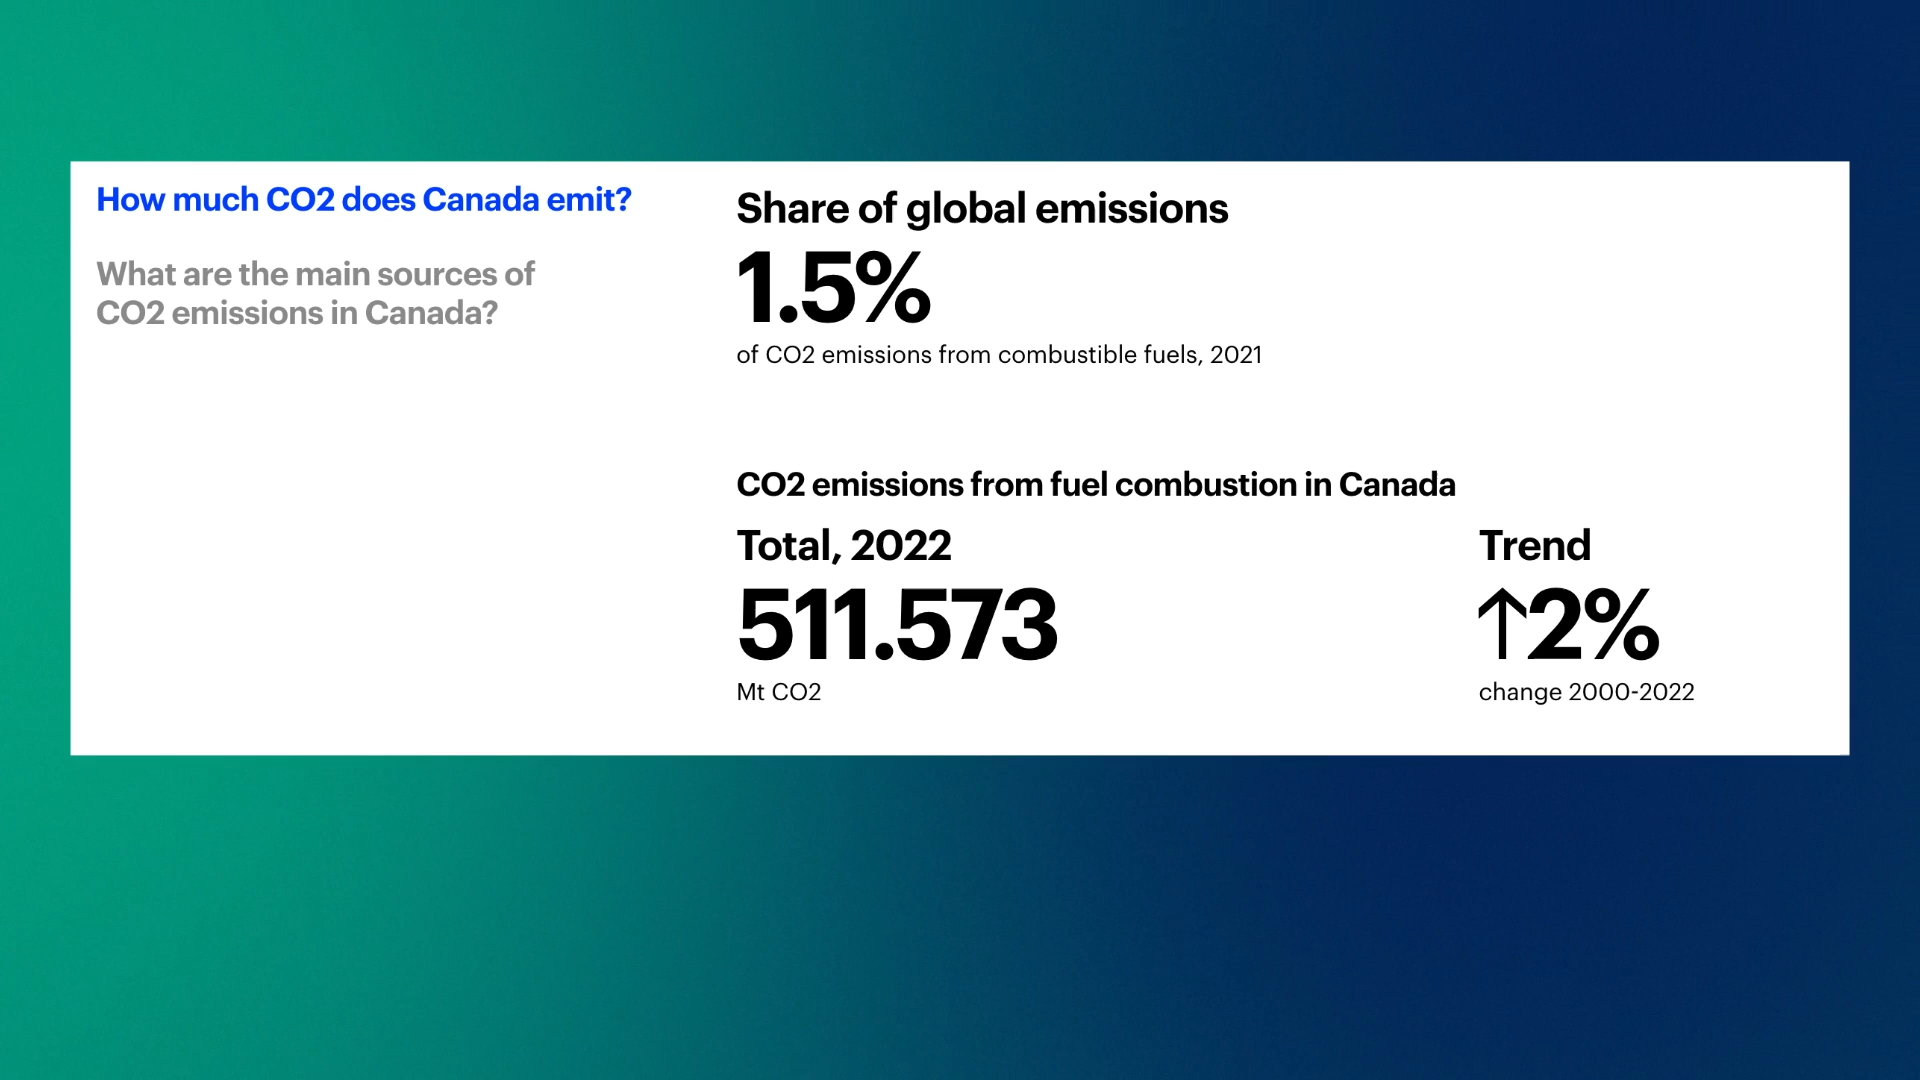 How much CO2 does Canada emit?
What are the main sources of
CO2 emissions in Canada?
Share of global emissions
1.5%
of CO2 emissions from combustible fuels, 2021
CO2 emissions from fuel combustion in Canada
Total, 2022
511.573
Mt CO2
Trend
↑2%
change 2000-2022